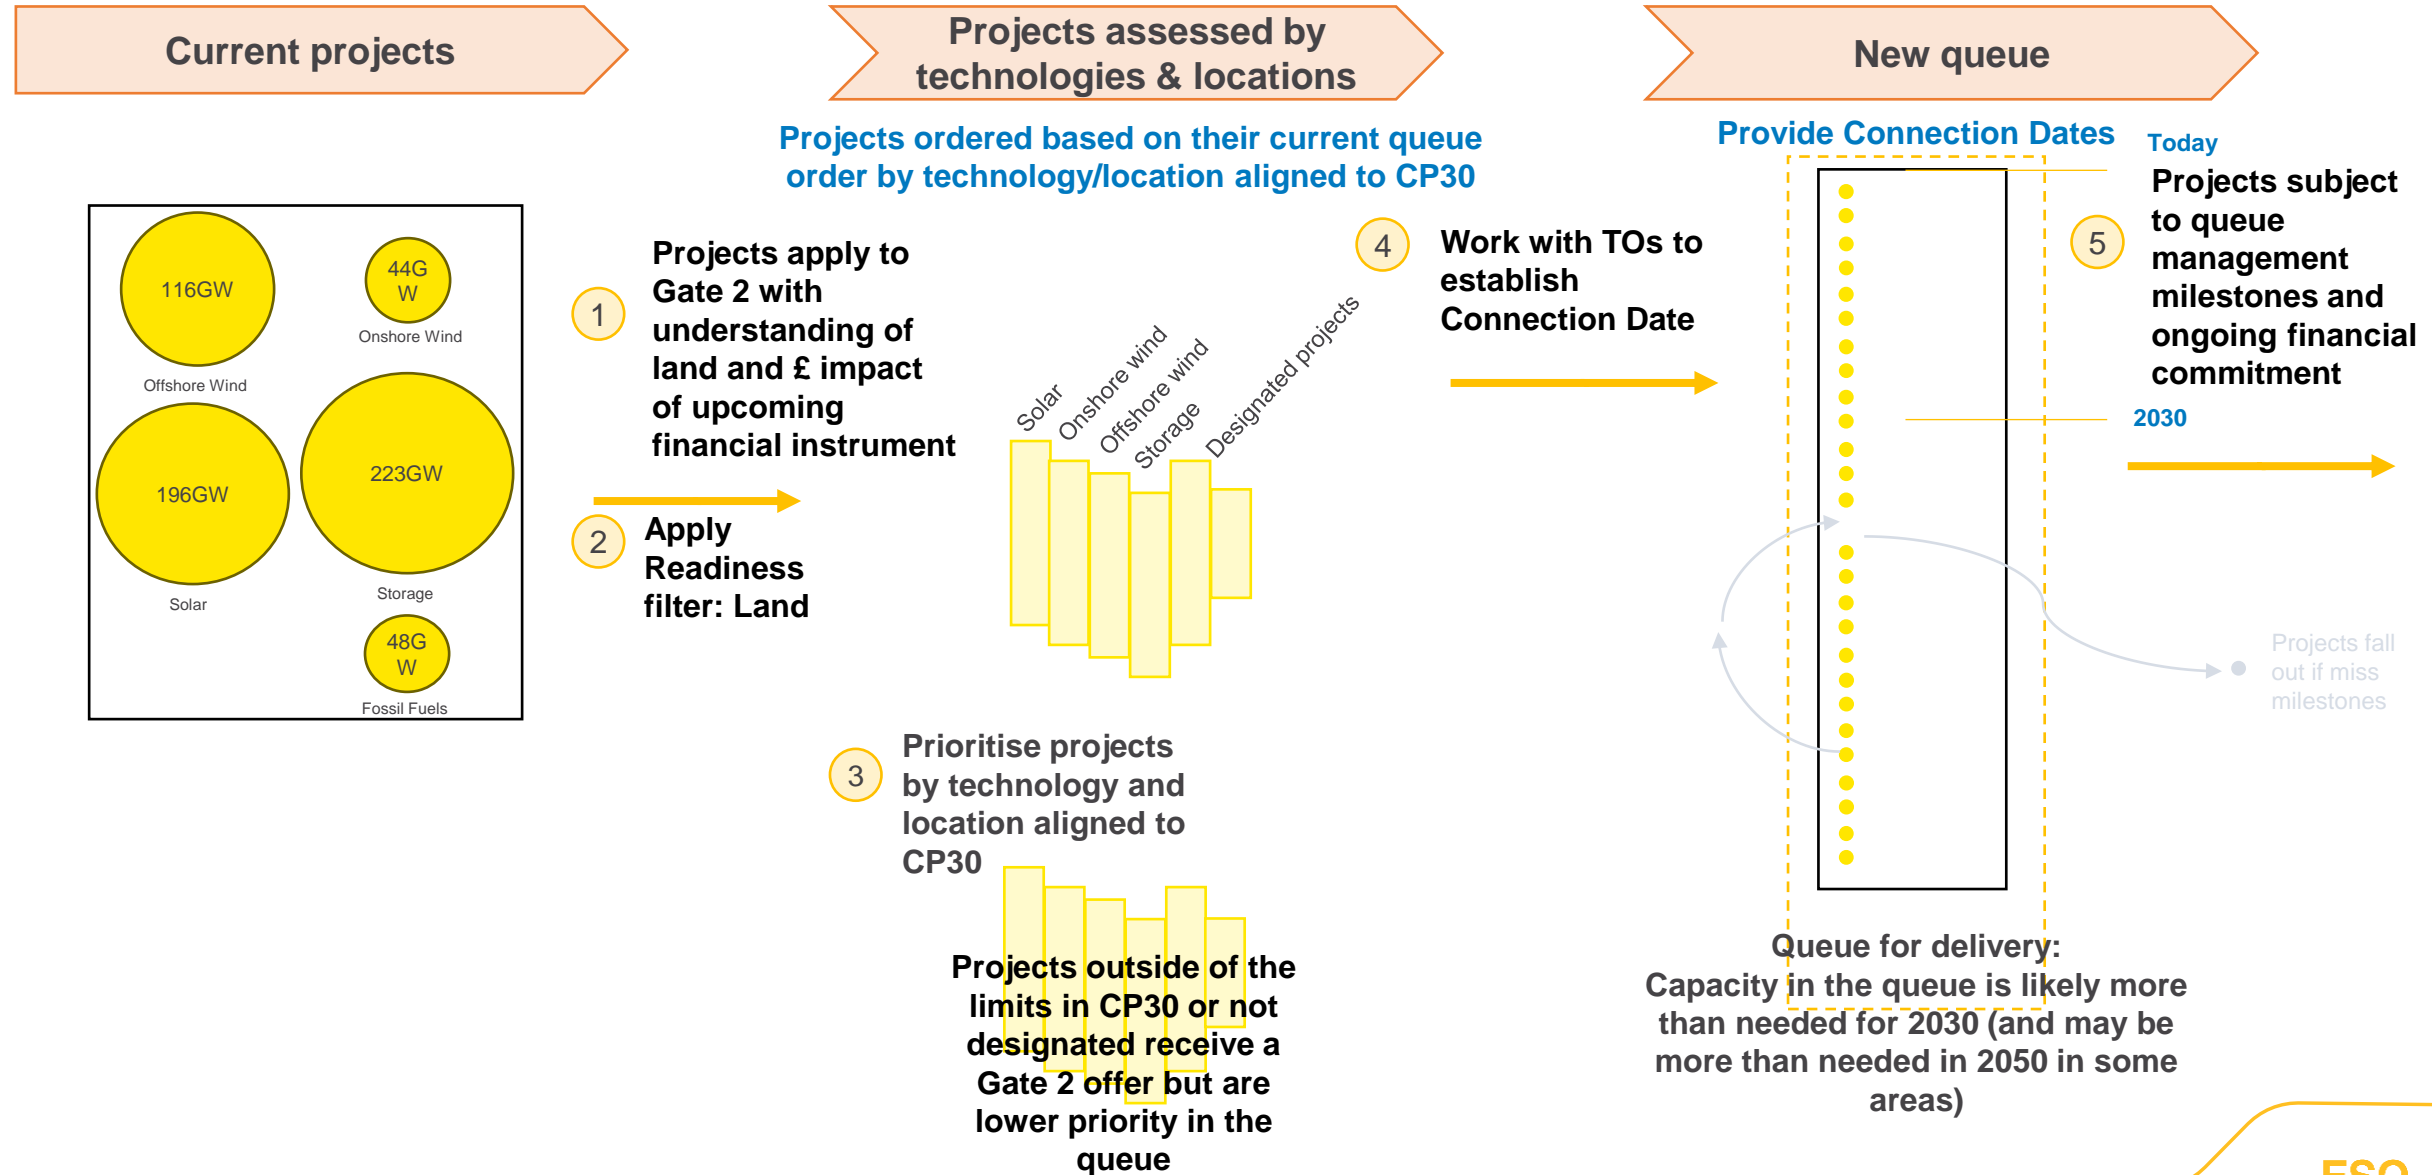 Current projects
Projects assessed by
technologies & locations
New queue
Projects ordered based on their current queue
order by technology/location aligned to CP30
Provide Connection Dates
116GW
Offshore Wind
44G
W
Onshore Wind
196GW
Solar
223GW
Storage
48G
W
Fossil Fuels
1
Projects apply to
Gate 2 with
understanding of
land and £ impact
of upcoming
financial instrument
2
Apply
Readiness
filter: Land
Solar
Onshore wind
Offshore wind
Storage
Designated projects
3
Prioritise projects
by technology and
location aligned to
CP30
Projects outside of the
limits in CP30 or not
designated receive a
Gate 2 offer but are
lower priority in the
queue
4
Work with TOs to
establish
Connection Date
Today
5
Projects subject
to queue
management
milestones and
ongoing financial
commitment
2030
Projects fall
out if miss
milestones
Queue for delivery:
Capacity in the queue is likely more
than needed for 2030 (and may be
more than needed in 2050 in some
areas)
ESO